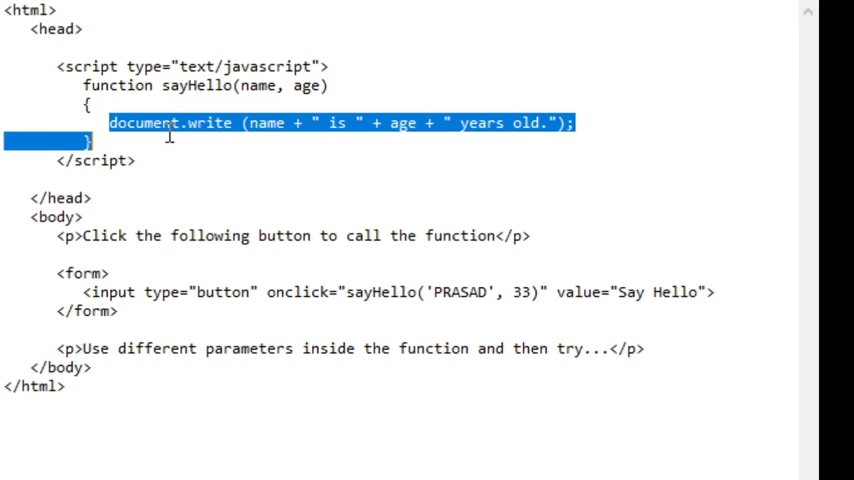 <html>
<head>
<script type="text/javascript">
function sayHello(name, age)
{
document.write (name + " is " + age + " years old.");
}
</script>
</head>
<body>
<p>Click the following button to call the function</p>
<form>
<input type="button" onclick="sayHello('PRASAD', 33)" value="Say Hello">
</form>
<p>Use different parameters inside the function and then try...</p>
</body>
</html>